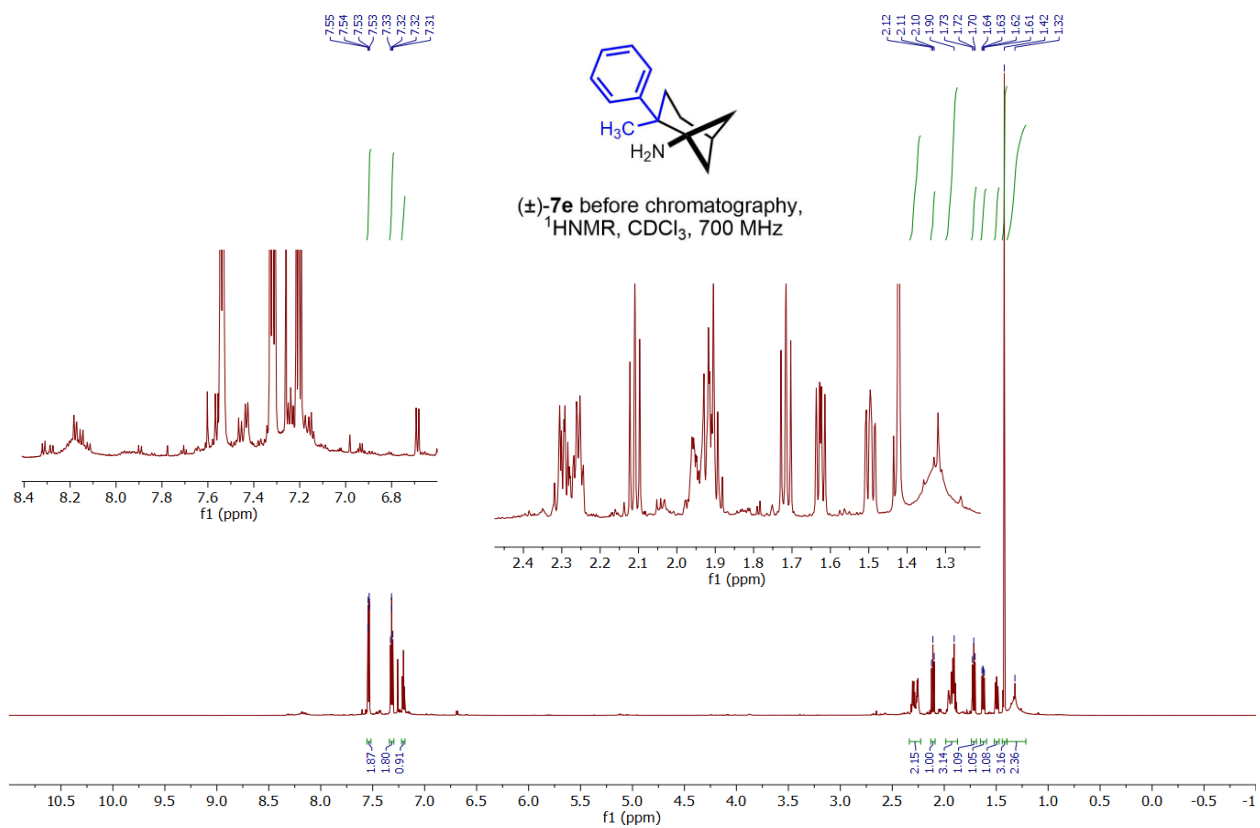 7.55 7.54 7.53 7.53 7.33 7.32 7.32 7.31
2.12 2.11 2.10 1.90 1.73 1.72 1.70 1.64 1.63 1.62 1.61 1.42 1.32
H₃C
H₂N
(±)-7e before chromatography,
¹HNMR, CDCl₃, 700 MHz
8.4 8.2 8.0 7.8 7.6 7.4 7.2 7.0 6.8
f1 (ppm)
2.4 2.3 2.2 2.1 2.0 1.9 1.8 1.7 1.6 1.5 1.4 1.3
f1 (ppm)
1.87 1.80 0.91 2.15 1.00 3.14 1.09 1.05 1.08 3.16 2.36
10.5 10.0 9.5 9.0 8.5 8.0 7.5 7.0 6.5 6.0 5.5 5.0 4.5 4.0 3.5 3.0 2.5 2.0 1.5 1.0 0.5 0.0 -0.5 -1
f1 (ppm)